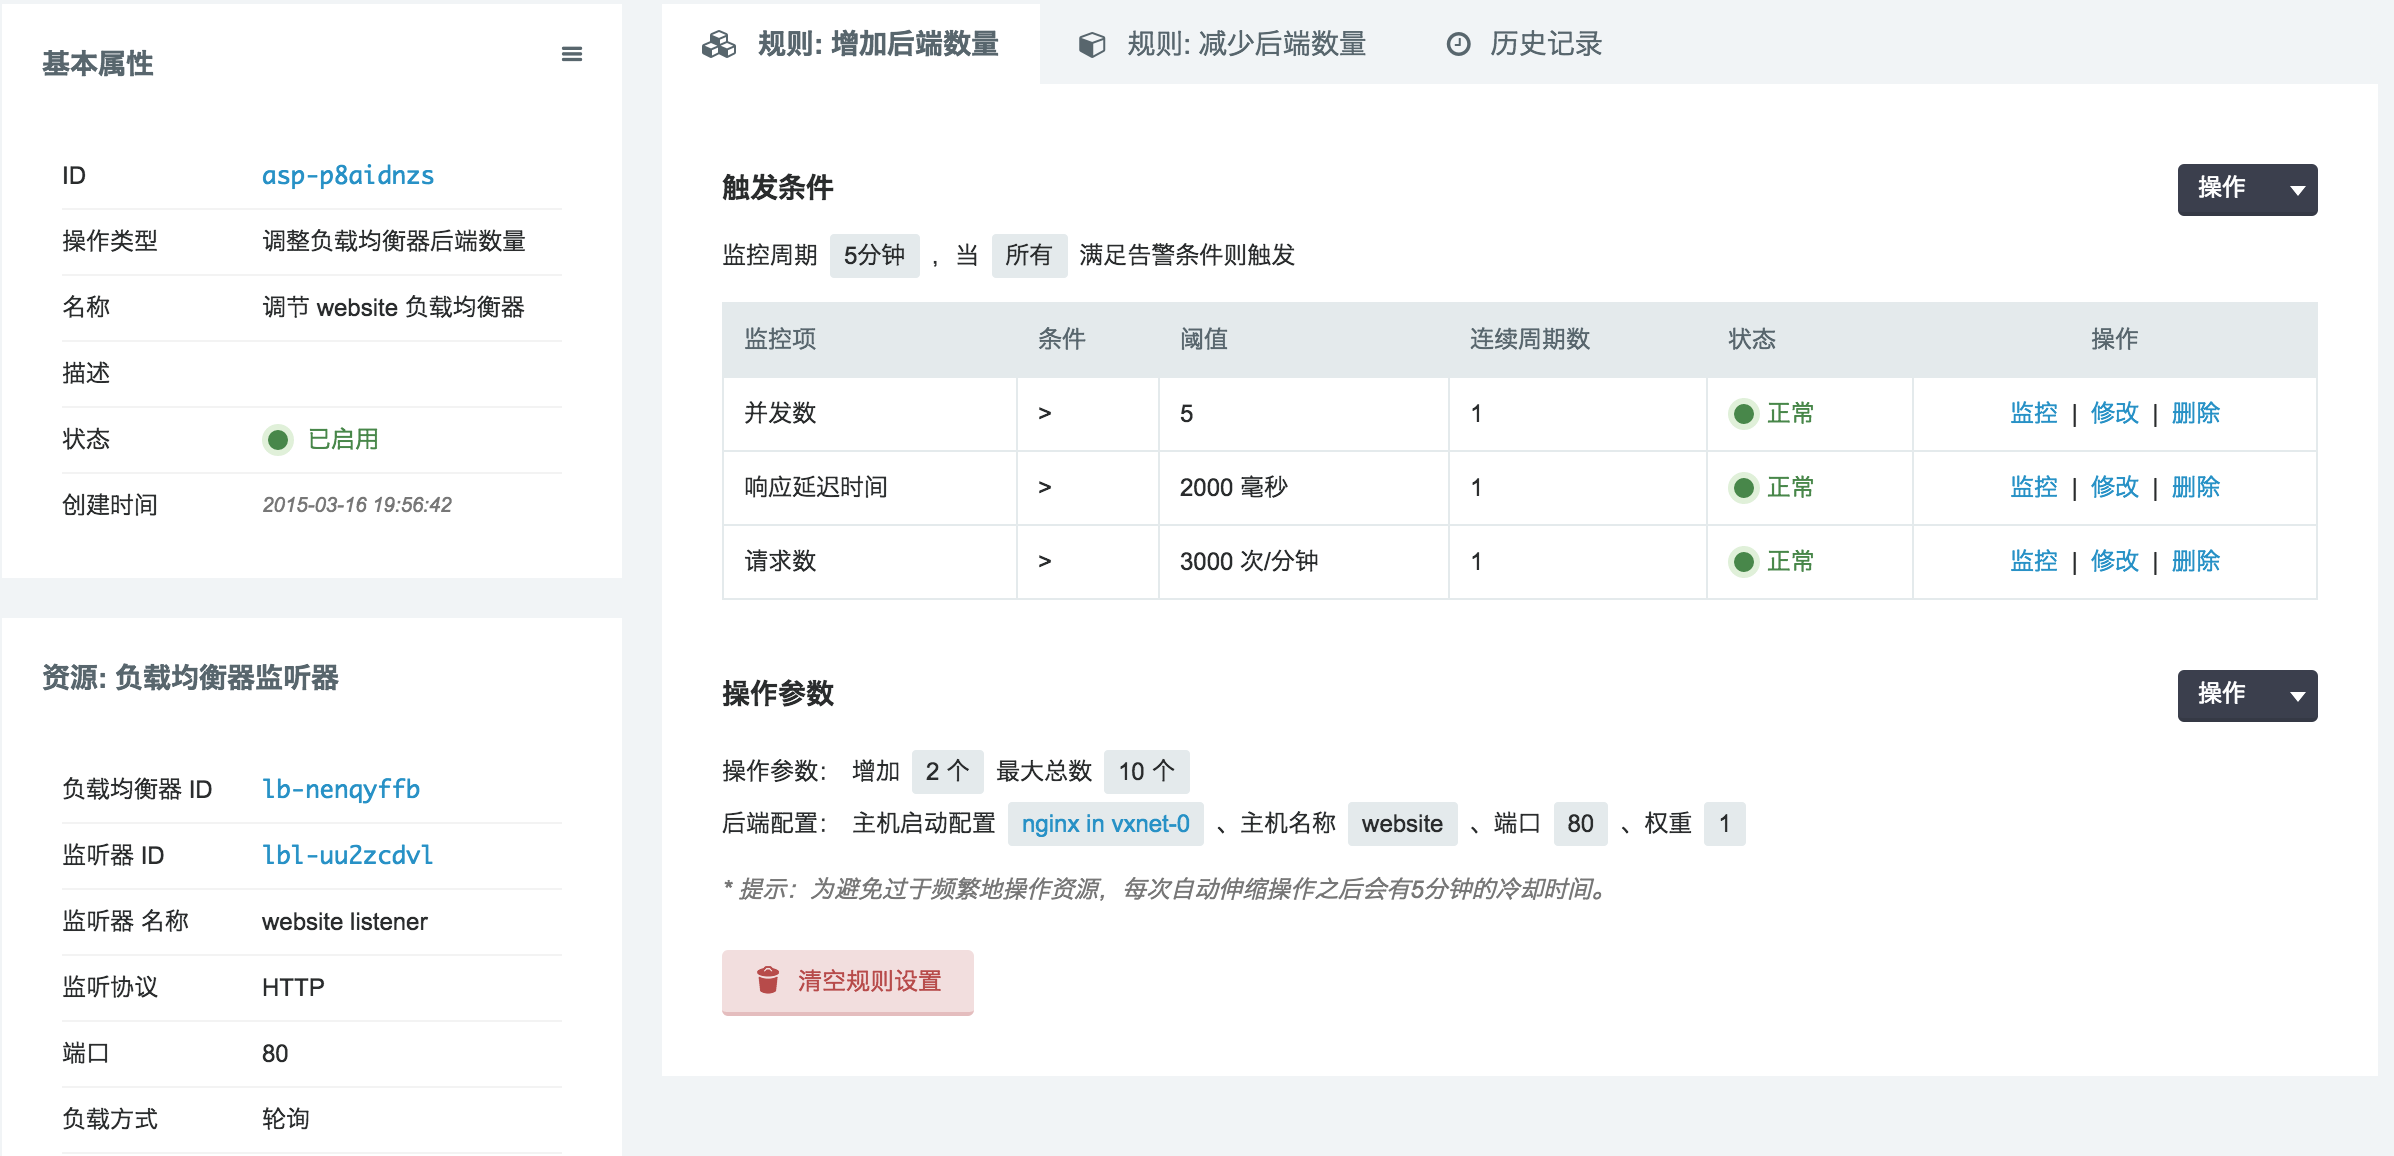 基本属性
ID asp-p8aidnzs
操作类型 调整负载均衡器后端数量
名称 调节 website 负载均衡器
描述
状态 已启用
创建时间 2015-03-16 19:56:42
资源: 负载均衡器监听器
负载均衡器 ID lb-nenqyffb
监听器 ID lbl-uu2zcdvl
监听器 名称 website listener
监听协议 HTTP
端口 80
负载方式 轮询
规则: 增加后端数量 规则: 减少后端数量 历史记录
触发条件 操作
监控周期 5分钟 ，当 所有 满足告警条件则触发
监控项 条件 阈值 连续周期数 状态 操作
并发数 > 5 1 正常 监控 | 修改 | 删除
响应延迟时间 > 2000 毫秒 1 正常 监控 | 修改 | 删除
请求数 > 3000 次/分钟 1 正常 监控 | 修改 | 删除
操作参数 操作
操作参数： 增加 2 个 最大总数 10 个
后端配置： 主机启动配置 nginx in vxnet-0 、主机名称 website 、端口 80 、权重 1
* 提示：为避免过于频繁地操作资源，每次自动伸缩操作之后会有5分钟的冷却时间。
清空规则设置